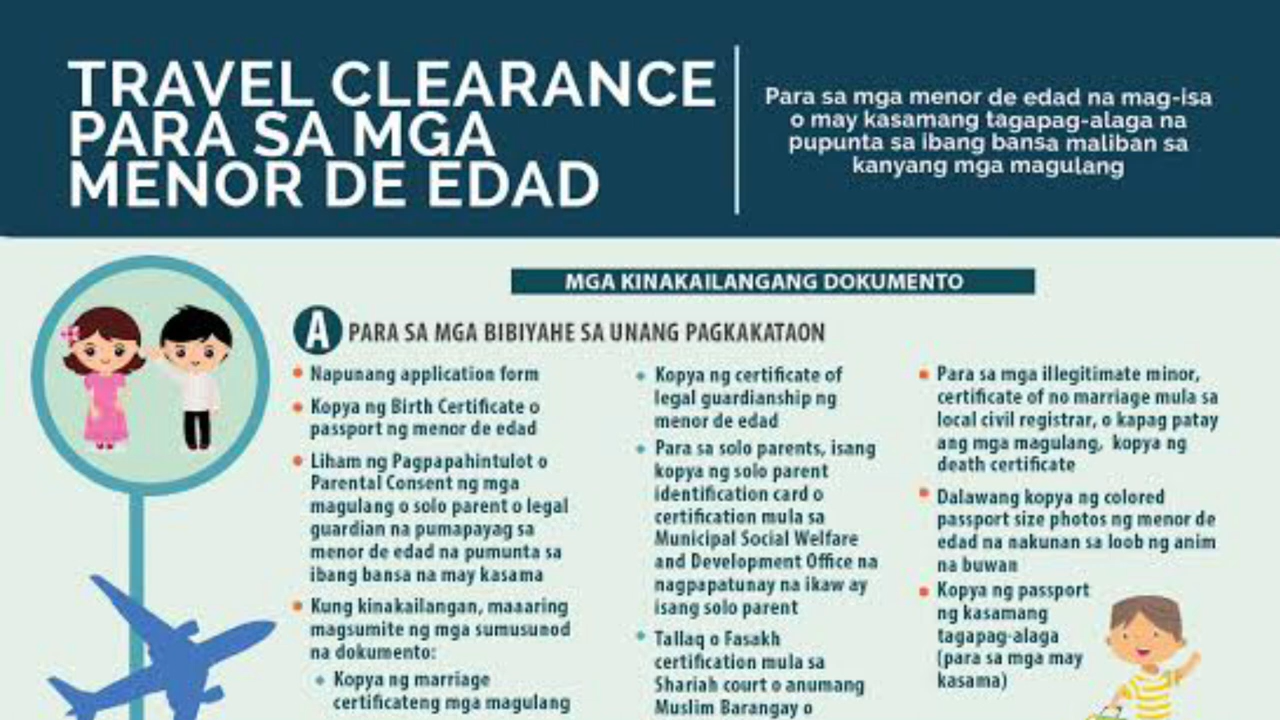 TRAVEL CLEARANCE
PARA SA MGA
MENOR DE EDAD
Para sa mga menor de edad na mag-isa
o may kasamang tagapag-alaga na
pupunta sa ibang bansa maliban sa
kanyang mga magulang
MGA KINAKAILANGANG DOKUMENTO
A PARA SA MGA BIBIYAHE SA UNANG PAGKAKATAON
• Napunang application form
• Kopya ng Birth Certificate o
passport ng menor de edad
• Liham ng Pagpapahintulot o
Parental Consent ng mga
magulang o solo parent o legal
guardian na pumapayag sa
menor de edad na pumunta sa
ibang bansa na may kasama
• Kung kinakailangan, maaaring
magsumite ng mga sumusunod
na dokumento:
• Kopya ng marriage
certificateng mga magulang
• Kopya ng certificate of
legal guardianship ng
menor de edad
• Para sa solo parents, isang
kopya ng solo parent
identification card o
certification mula sa
Municipal Social Welfare
and Development Office na
nagpapatunay na ikaw ay
isang solo parent
• Tallaq o Fasakh
certification mula sa
Shariah court o anumang
Muslim Barangay o
• Para sa mga illegitimate minor,
certificate of no marriage mula sa
local civil registrar, o kapag patay
ang mga magulang, kopya ng
death certificate
• Dalawang kopya ng colored
passport size photos ng menor de
edad na nakunan sa loob ng anim
na buwan
• Kopya ng passport
ng kasamang
tagapag-alaga
(para sa mga may
kasama)